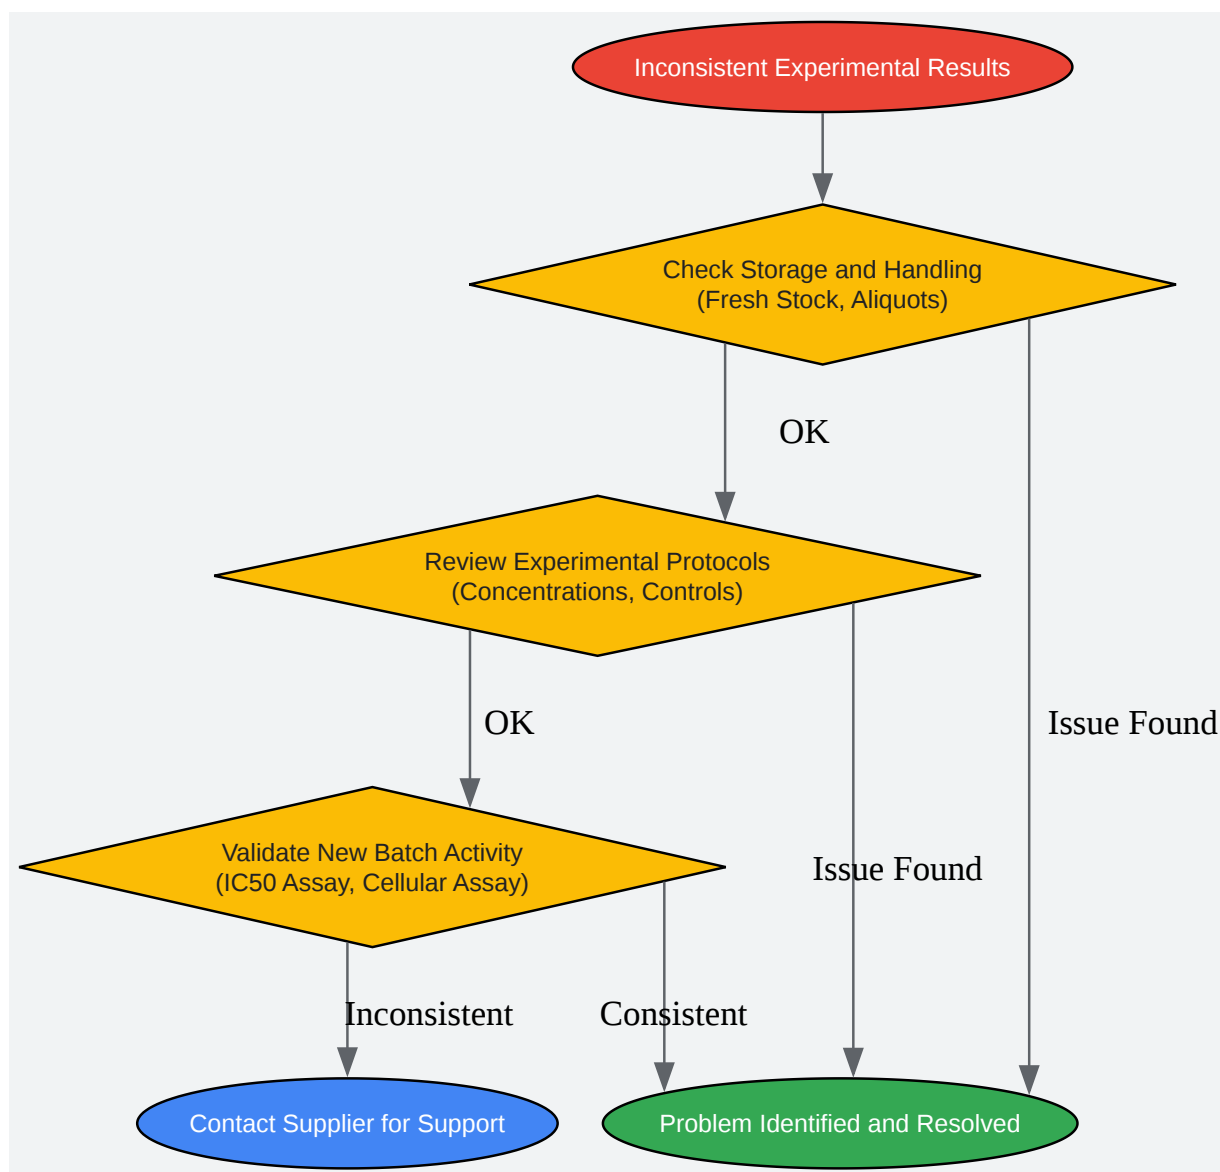 Inconsistent Experimental Results
Check Storage and Handling
(Fresh Stock, Aliquots)
OK
Review Experimental Protocols
(Concentrations, Controls)
OK
Issue Found
Validate New Batch Activity
(IC50 Assay, Cellular Assay)
Issue Found
Inconsistent
Consistent
Contact Supplier for Support
Problem Identified and Resolved